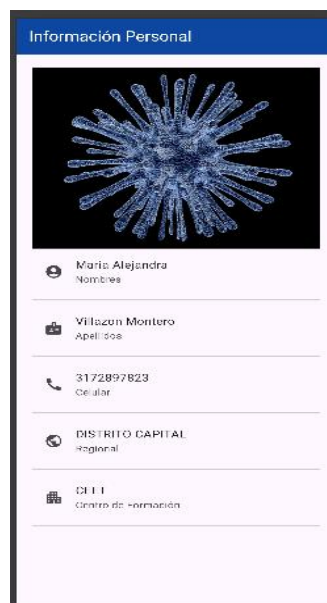 Información Personal
Maria Alejandra
Nombres
Villazon Montero
Apellidos
3172897823
Celular
DISTRITO CAPITAL
Regional
CEET
Centro de Formación